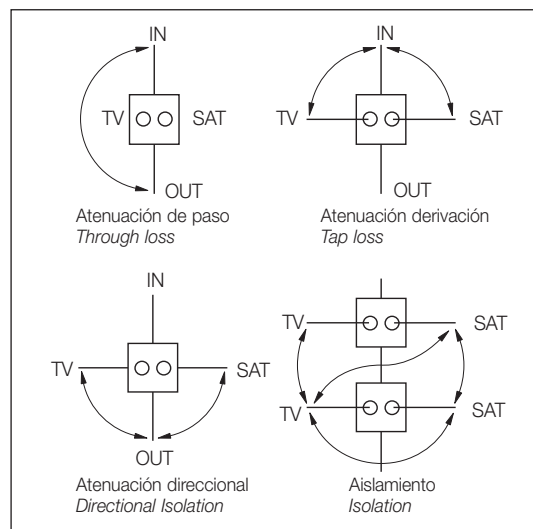 IN
TV
SAT
OUT
Atenuación de paso
Through loss
IN
TV
SAT
OUT
Atenuación derivación
Tap loss
IN
TV
SAT
OUT
Atenuación direccional
Directional Isolation
TV
SAT
TV
SAT
Aislamiento
Isolation